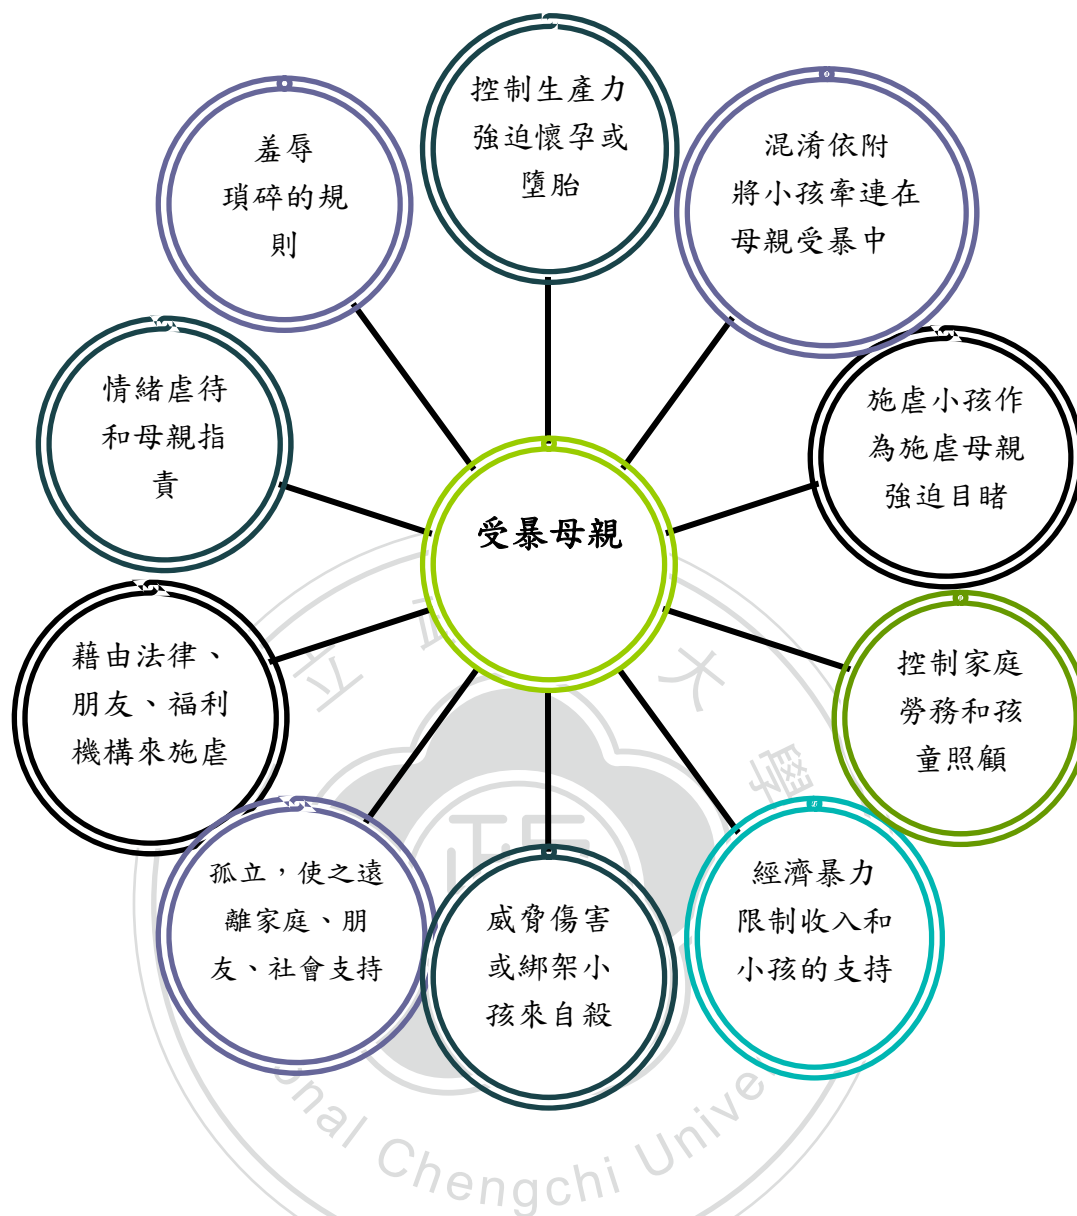 控制生產力
強迫懷孕或
墮胎
混淆依附
將小孩牽連在
母親受暴中
施虐小孩作
為施虐母親
強迫目睹
控制家庭
勞務和孩
童照顧
經濟暴力
限制收入和
小孩的支持
威脅傷害
或綁架小
孩來自殺
孤立，使之遠
離家庭、朋
友、社會支持
藉由法律、
朋友、福利
機構來施虐
情緒虐待
和母親指
責
羞辱
瑣碎的規
則
受暴母親
立
大
學
Chengchi